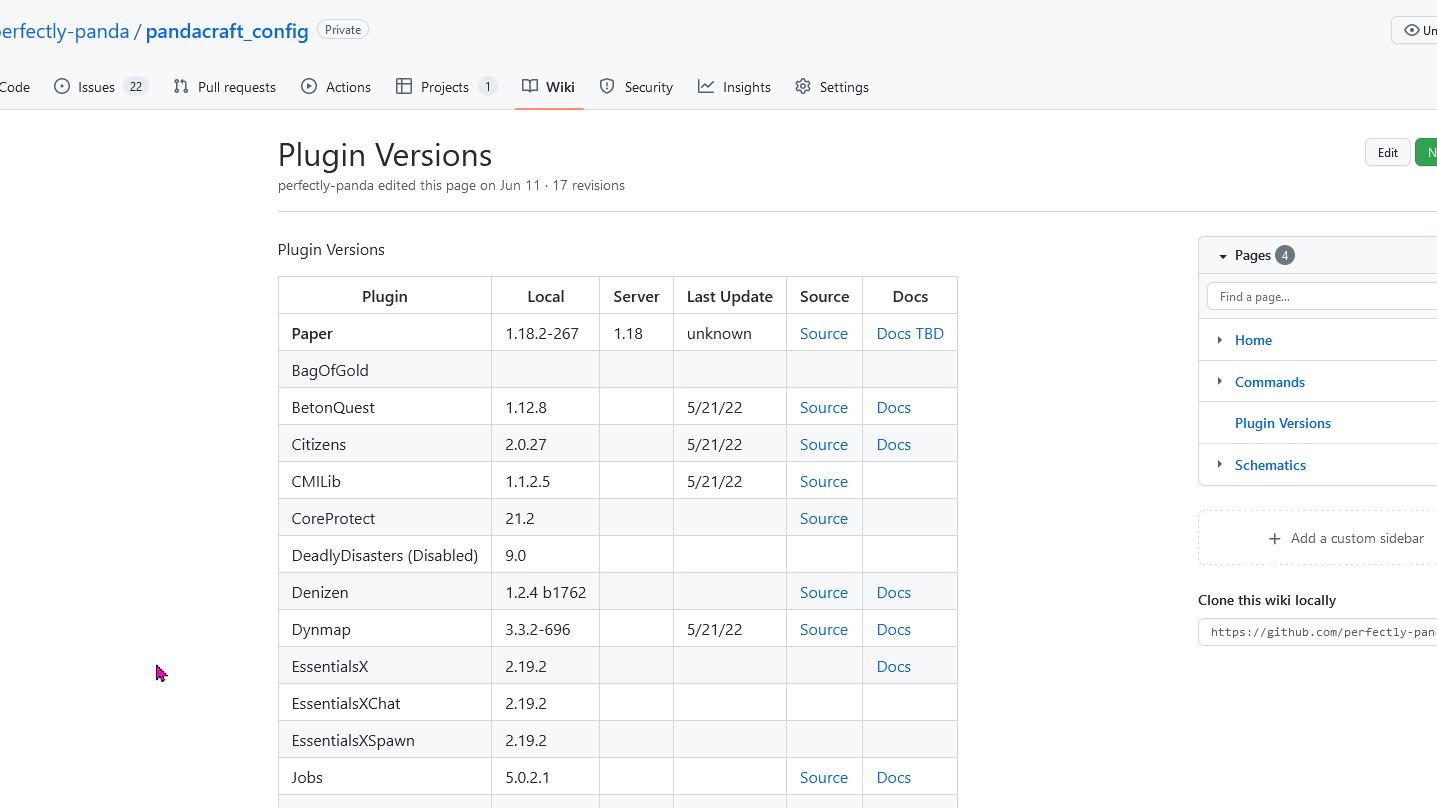 erfectly-panda / pandacraft_config Private
Un
Code Issues 22 Pull requests Actions Projects 1 Wiki Security Insights Settings
Plugin Versions
Edit N
perfectly-panda edited this page on Jun 11 · 17 revisions
Plugin Versions
Plugin Local Server Last Update Source Docs
Paper 1.18.2-267 1.18 unknown Source Docs TBD
BagOfGold
BetonQuest 1.12.8 5/21/22 Source Docs
Citizens 2.0.27 5/21/22 Source Docs
CMILib 1.1.2.5 5/21/22 Source
CoreProtect 21.2 Source
DeadlyDisasters (Disabled) 9.0
Denizen 1.2.4 b1762 Source Docs
Dynmap 3.3.2-696 5/21/22 Source Docs
EssentialsX 2.19.2 Docs
EssentialsXChat 2.19.2
EssentialsXSpawn 2.19.2
Jobs 5.0.2.1 Source Docs
Pages 4
Find a page...
Home
Commands
Plugin Versions
Schematics
Add a custom sidebar
Clone this wiki locally
https://github.com/perfectly-pan